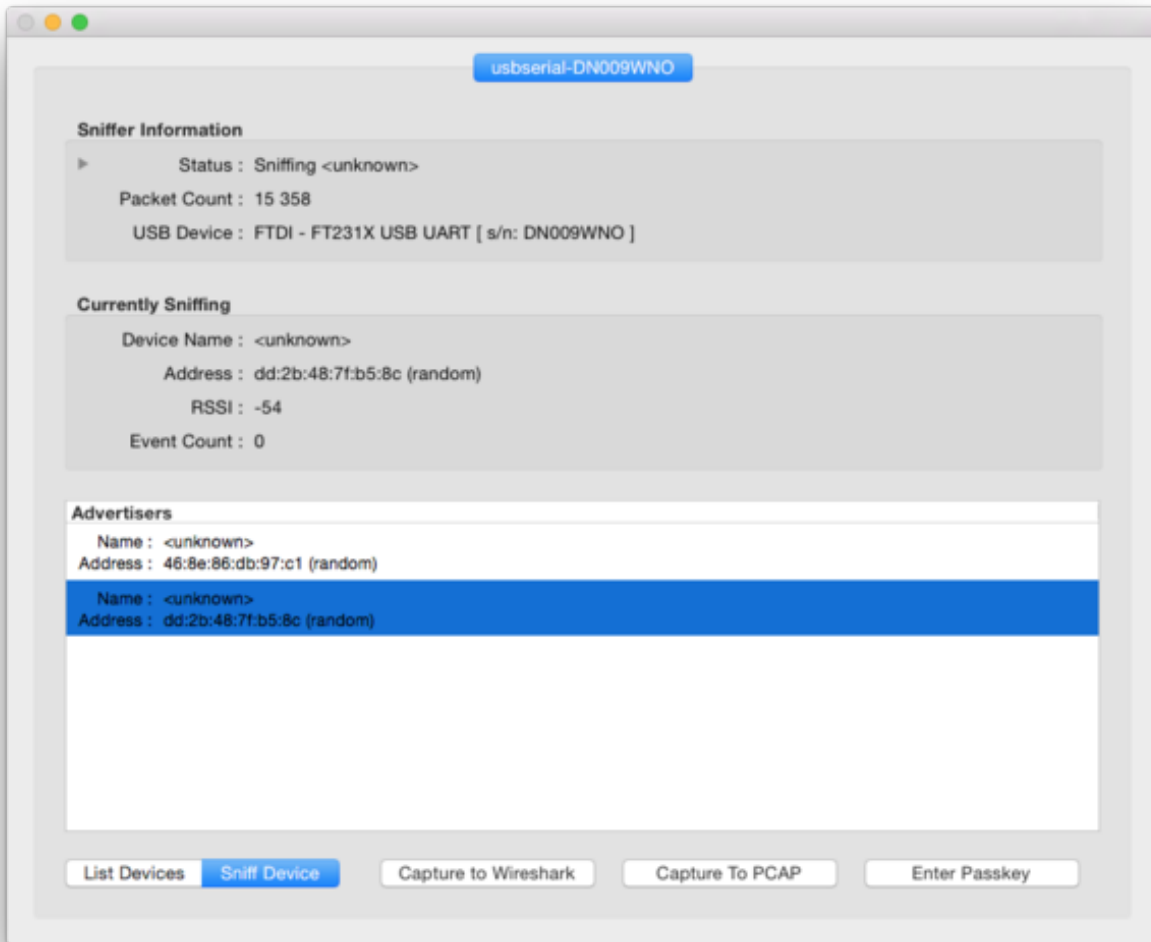 usbserial-DN009WNO
Sniffer Information
Status : Sniffing <unknown>
Packet Count : 15 358
USB Device : FTDI - FT231X USB UART [ s/n: DN009WNO ]
Currently Sniffing
Device Name : <unknown>
Address : dd:2b:48:7f:b5:8c (random)
RSSI : -54
Event Count : 0
Advertisers
Name : <unknown>
Address : 46:8e:86:db:97:c1 (random)
Name : <unknown>
Address : dd:2b:48:7f:b5:8c (random)
List Devices Sniff Device Capture to Wireshark Capture To PCAP Enter Passkey